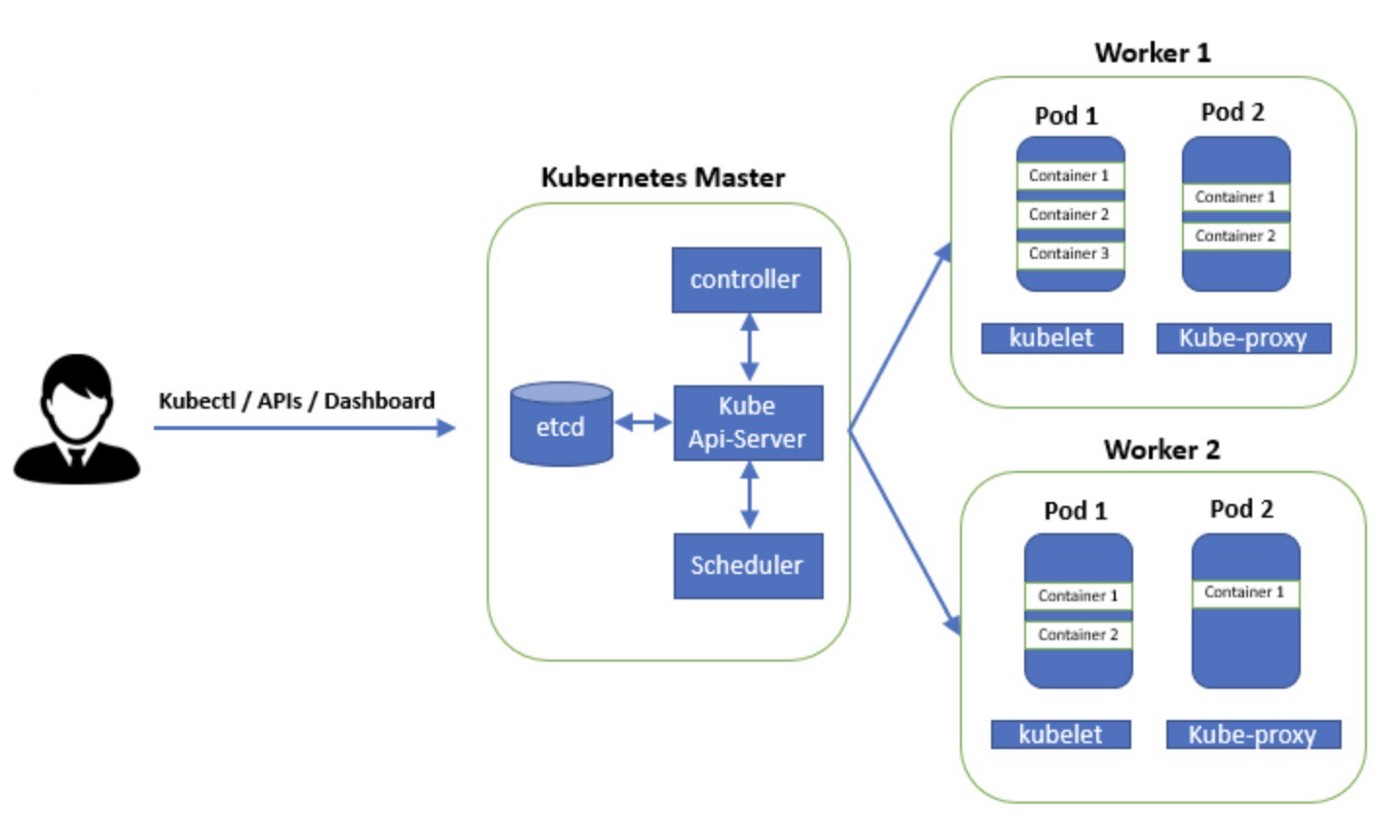 Kubectl / APIs / Dashboard
Kubernetes Master
controller
etcd
Kube
Api-Server
Scheduler
Worker 1
Pod 1
Container 1
Container 2
Container 3
Pod 2
Container 1
Container 2
kubelet
Kube-proxy
Worker 2
Pod 1
Container 1
Container 2
Pod 2
Container 1
kubelet
Kube-proxy